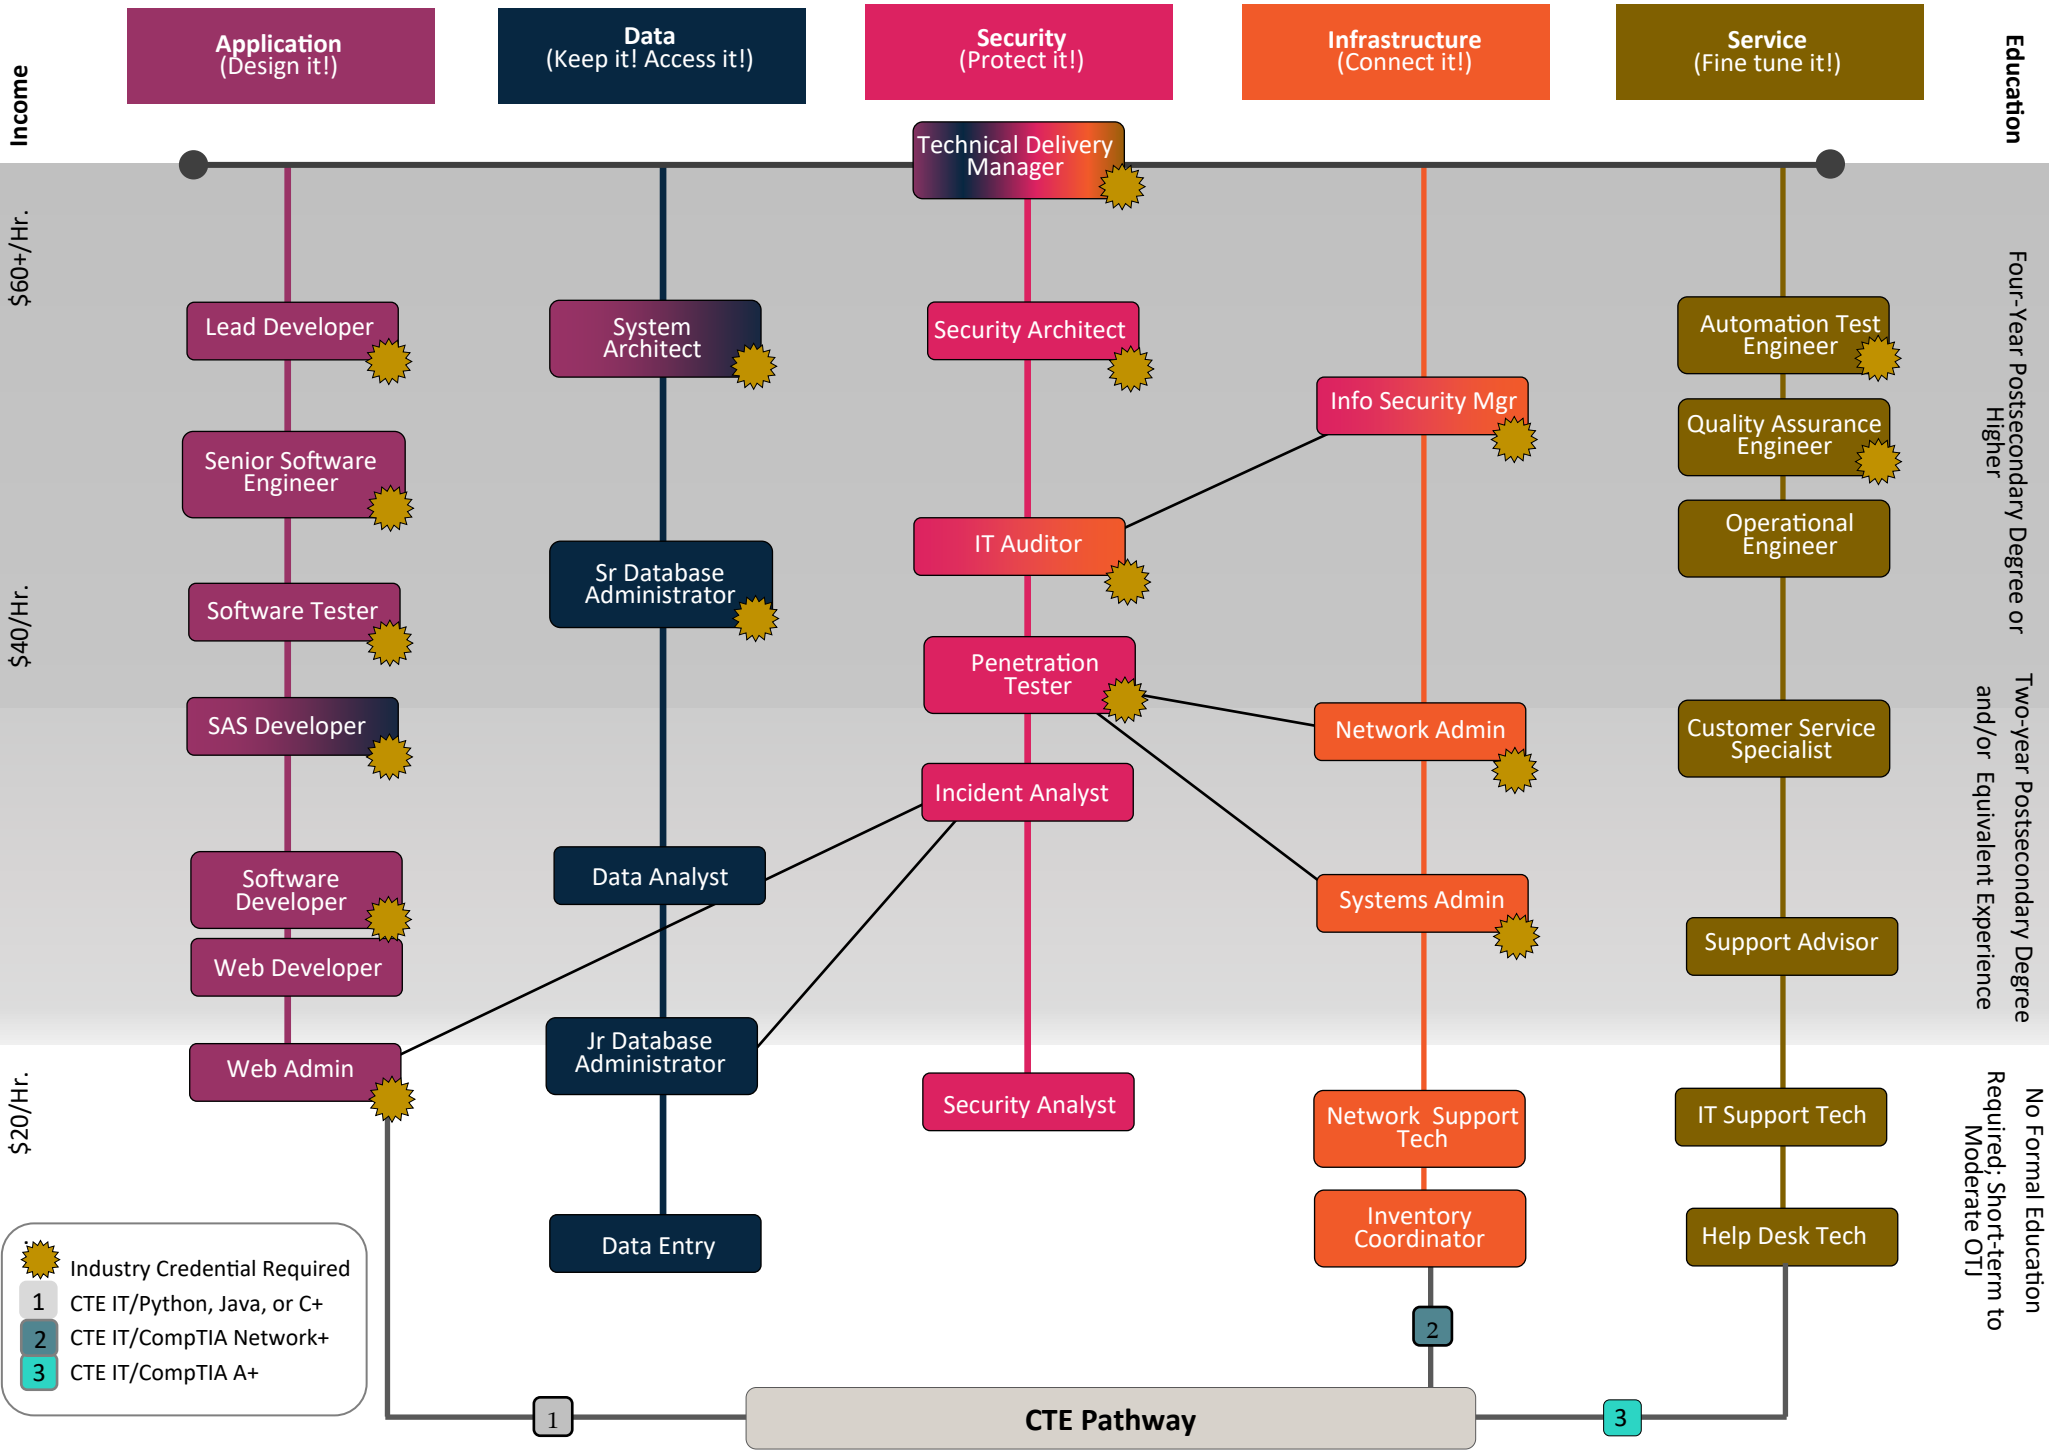 Application
(Design it!)
Data
(Keep it! Access it!)
Security
(Protect it!)
Infrastructure
(Connect it!)
Service
(Fine tune it!)
Income
Education
Technical Delivery
Manager
$60+/Hr.
$40/Hr.
$20/Hr.
Lead Developer
Senior Software
Engineer
Software Tester
SAS Developer
Software
Developer
Web Developer
Web Admin
System
Architect
Sr Database
Administrator
Data Analyst
Jr Database
Administrator
Data Entry
Security Architect
IT Auditor
Penetration
Tester
Incident Analyst
Security Analyst
Info Security Mgr
Network Admin
Systems Admin
Network  Support
Tech
Inventory
Coordinator
Automation Test
Engineer
Quality Assurance
Engineer
Operational
Engineer
Customer Service
Specialist
Support Advisor
IT Support Tech
Help Desk Tech
Four-Year Postsecondary Degree or
Higher
Two-year Postsecondary Degree
and/or  Equivalent Experience
No Formal Education
Required; Short-term to
Moderate OTJ
Industry Credential Required
1 CTE IT/Python, Java, or C+
2 CTE IT/CompTIA Network+
3 CTE IT/CompTIA A+
2
1
CTE Pathway
3